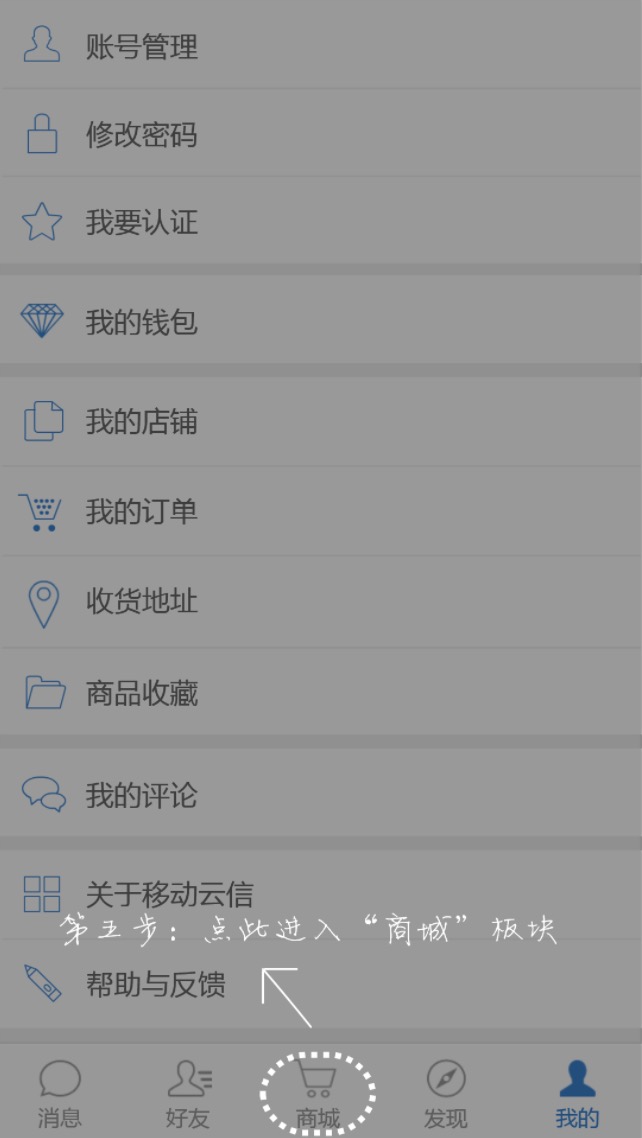 账号管理
修改密码
我要认证
我的钱包
我的店铺
我的订单
收货地址
商品收藏
我的评论
关于移动云信
第五步：点此进入“商城”板块
帮助与反馈
消息 好友 商城 发现 我的